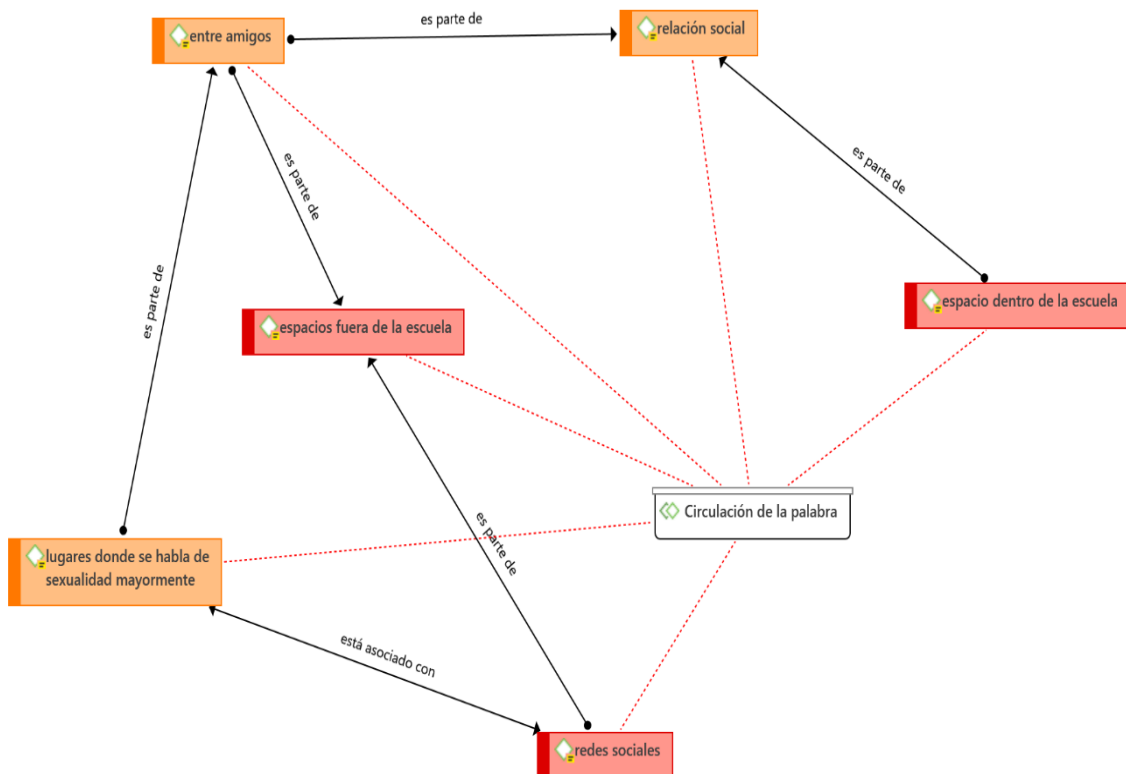 es parte de
entre amigos
relación social
es parte de
es parte de
es parte de
espacio dentro de la escuela
espacios fuera de la escuela
Circulación de la palabra
es parte de
lugares donde se habla de
sexualidad mayormente
está asociado con
redes sociales